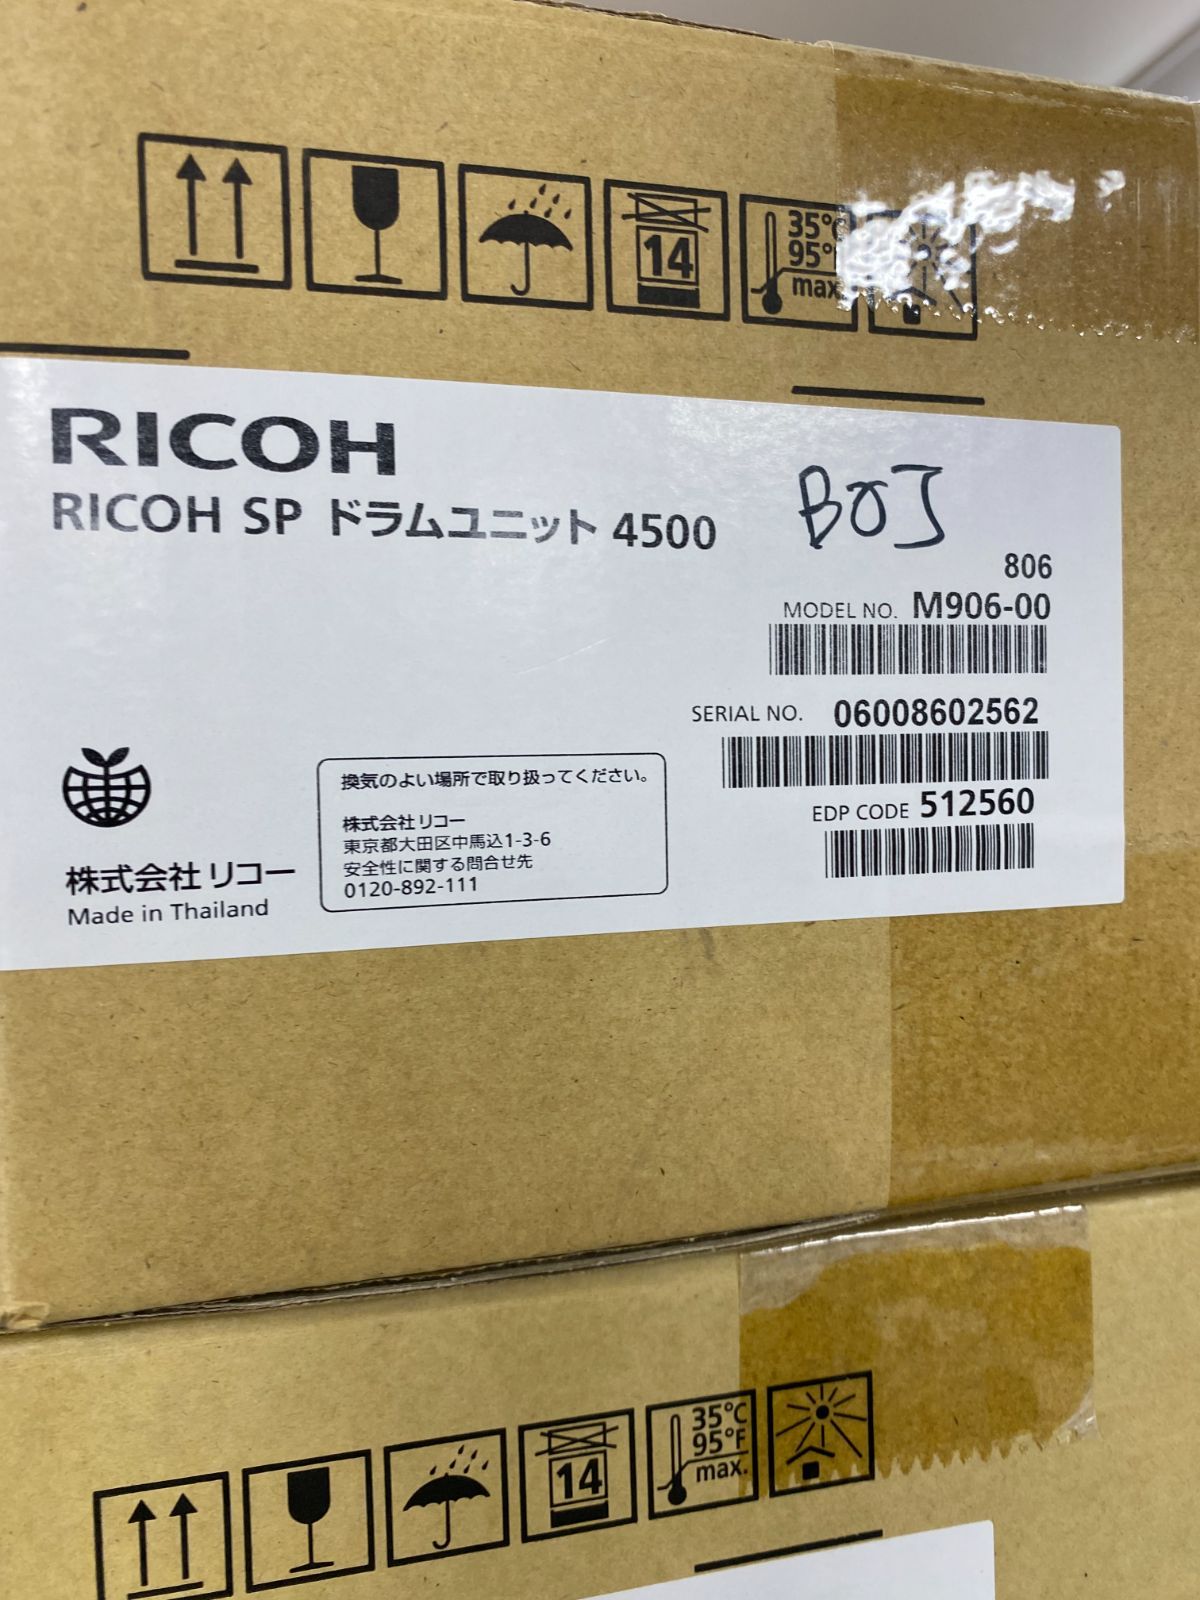 14
35°C
95°
max.
RICOH
RICOH SP ドラムユニット 4500
BOJ
806
MODEL NO. M906-00
SERIAL NO. 06008602562
EDP CODE 512560
換気のよい場所で取り扱ってください。
株式会社リコー
東京都大田区中馬込1-3-6
安全性に関する問合せ先
0120-892-111
株式会社リコー
Made in Thailand
14
35°C
95°F
max.